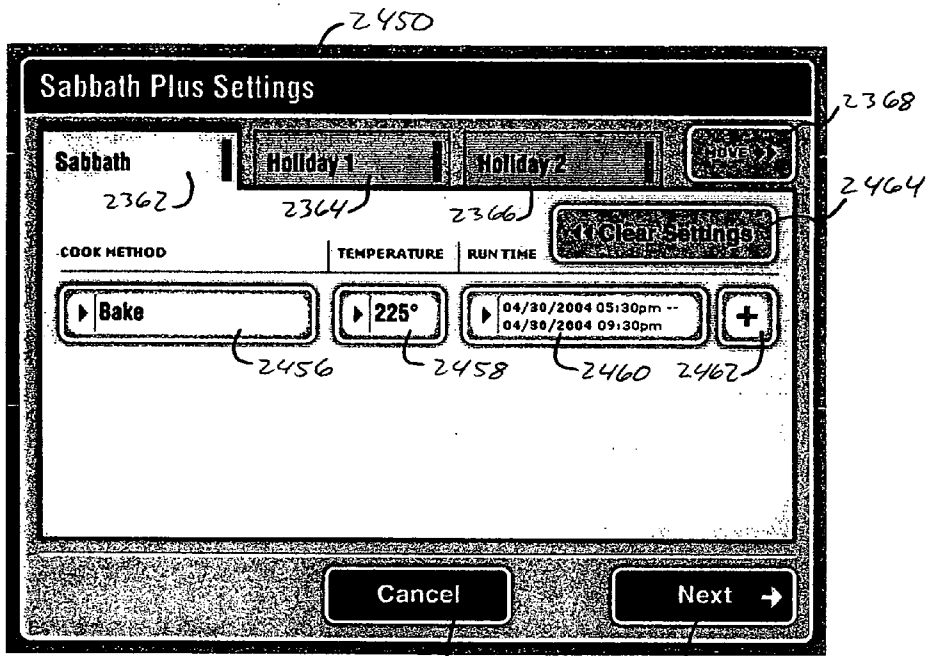 2450
Sabbath Plus Settings
2368
Sabbath
Holiday 1
Holiday 2
2362
2364
2366
2464
Clear Settings
COOK METHOD
TEMPERATURE
RUN TIME
Bake
225°
04/30/2004 05:30pm --
04/30/2004 09:30pm
+
2456
2458
2460
2462
Cancel
Next